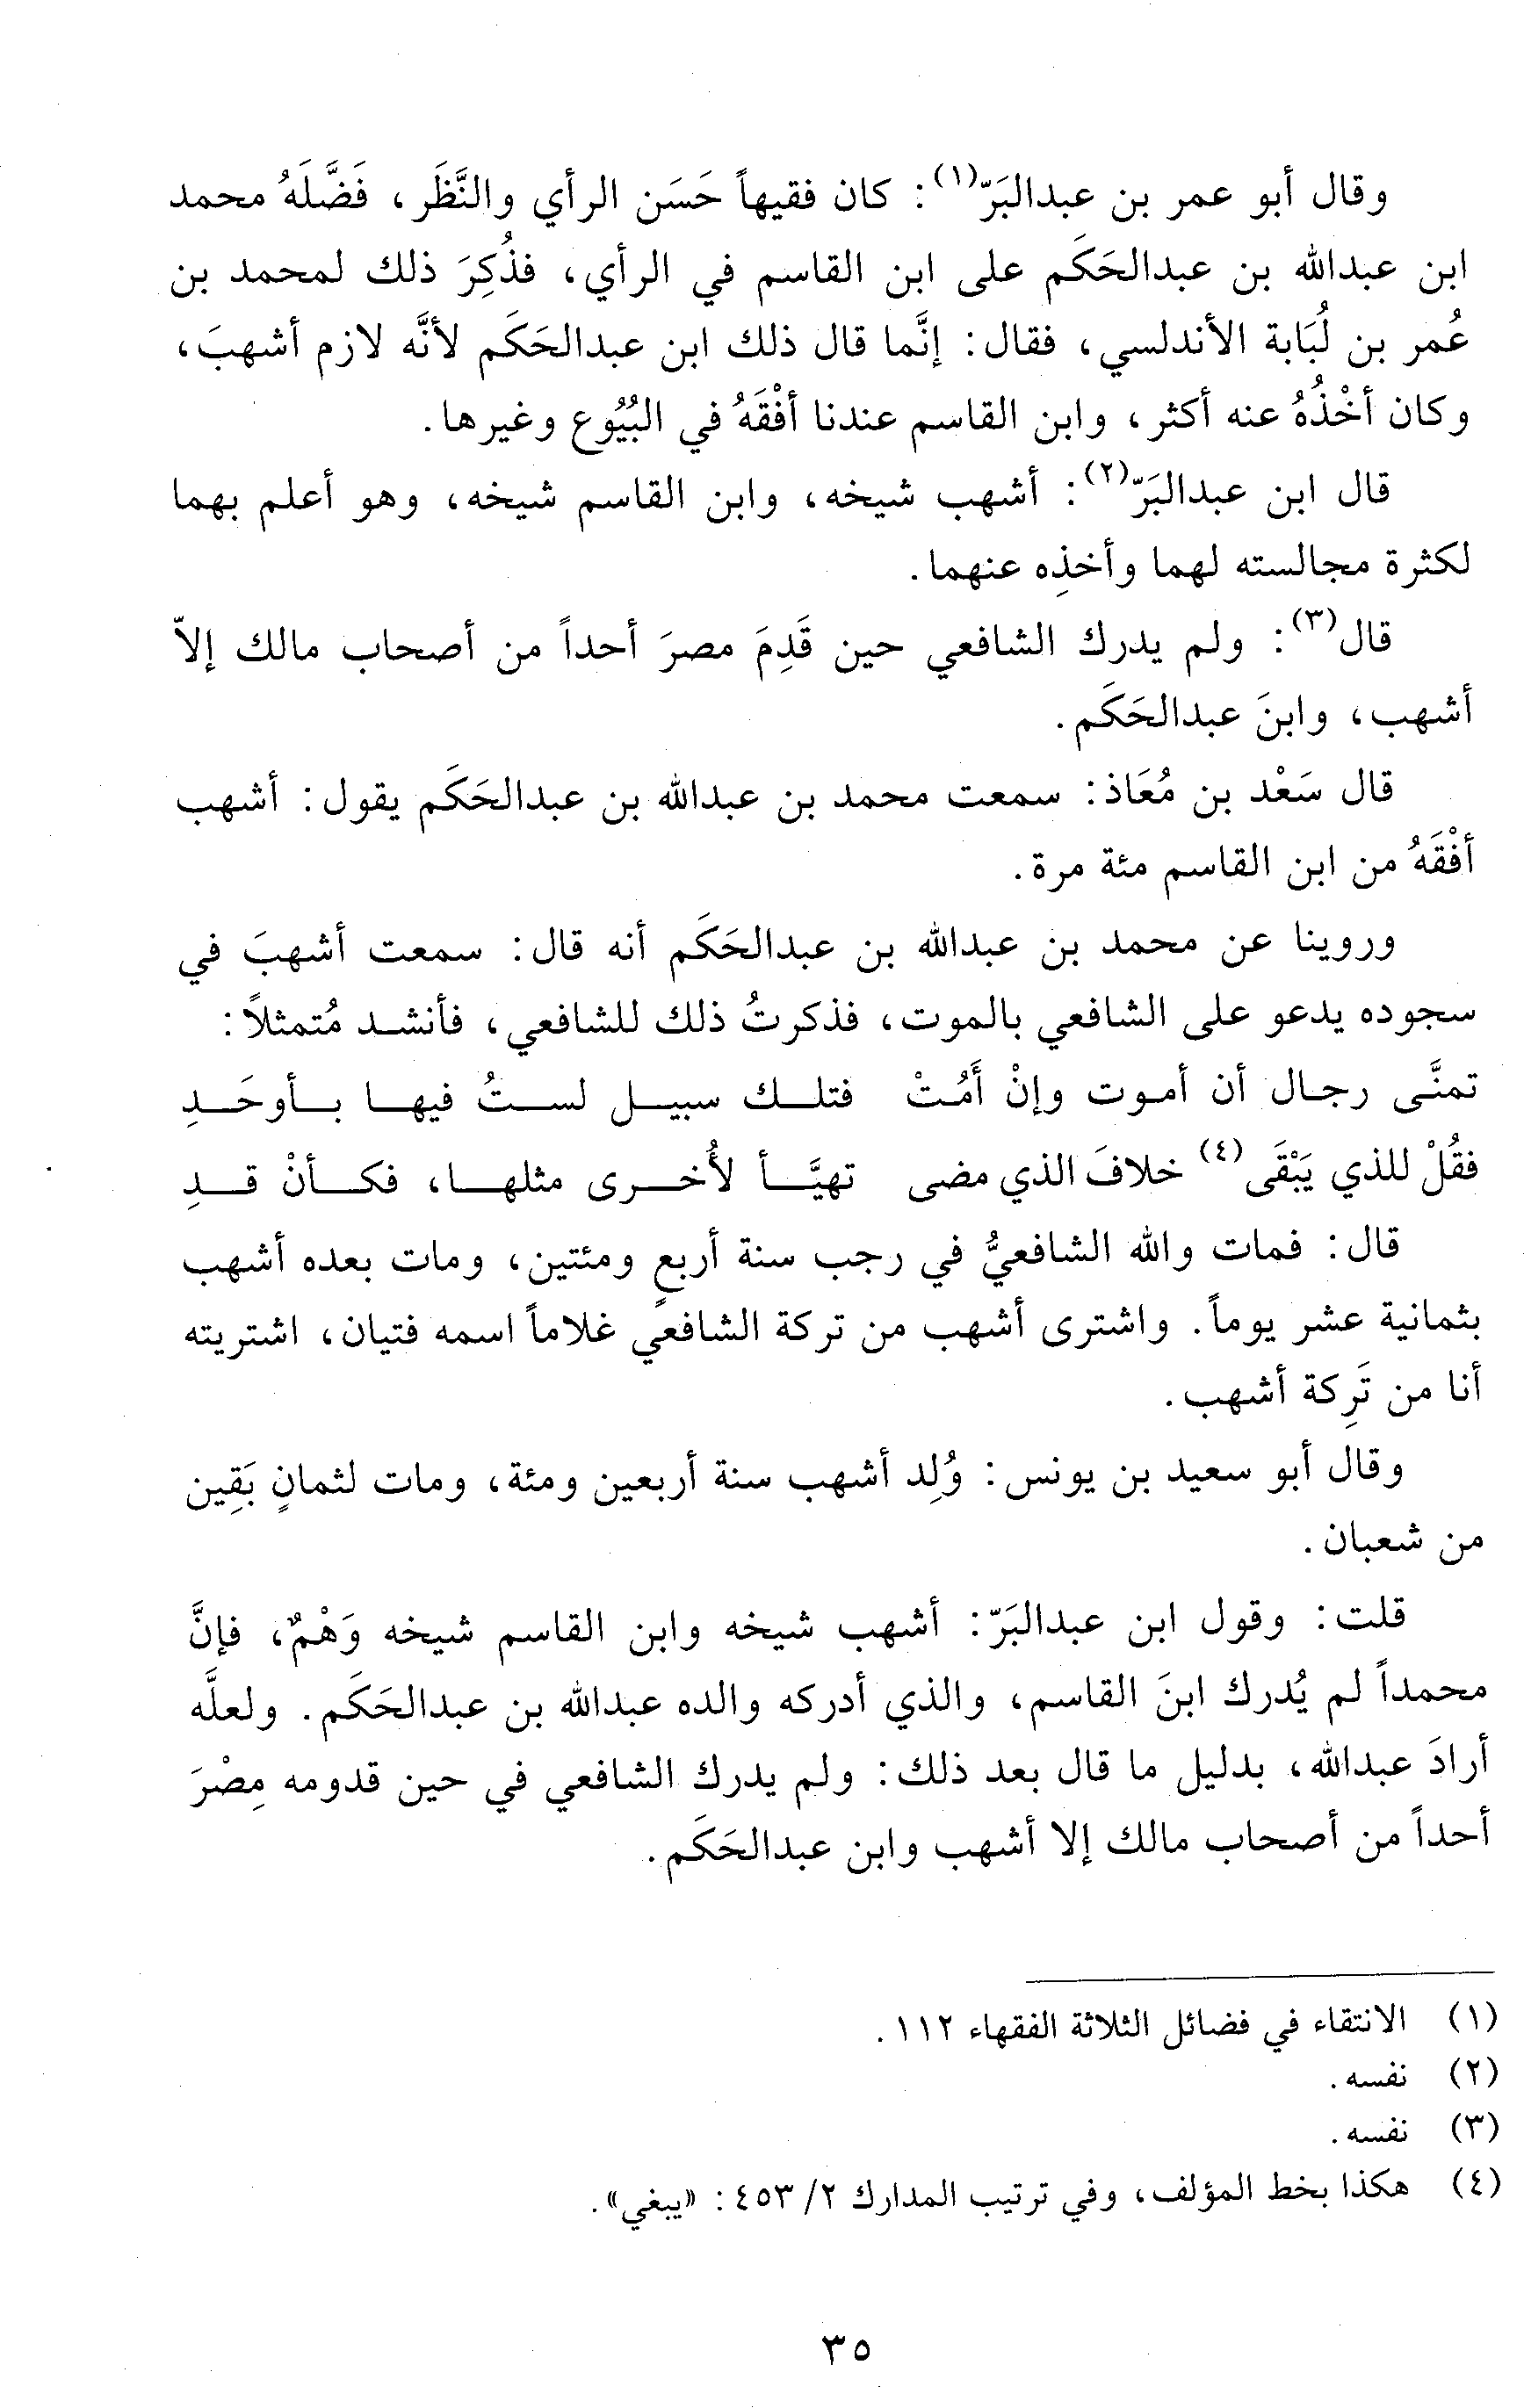 وقال أبو عمر بن عبدالبَرّ(١): كان فقيهاً حَسَن الرأي والنَّظَر، فَضَّلَهُ محمد
ابن عبدالله بن عبدالحَكَم على ابن القاسم في الرأي، فذُكِرَ ذلك لمحمد بن
عُمر بن لُبَابة الأندلسي، فقال: إنَّما قال ذلك ابن عبدالحَكَم لأنَّه لازم أشهبَ،
وكان أخْذُهُ عنه أكثر، وابن القاسم عندنا أفْقَهُ في البُيُوع وغيرها.
قال ابن عبدالبَرّ(٢): أشهب شيخه، وابن القاسم شيخه، وهو أعلم بهما
لكثرة مجالسته لهما وأخذِه عنهما.
قال(٣): ولم يدرك الشافعي حين قَدِمَ مصرَ أحداً من أصحاب مالك إلاّ
أشهب، وابنَ عبدالحَكَم.
قال سَعْد بن مُعَاذ: سمعت محمد بن عبدالله بن عبدالحَكَم يقول: أشهب
أفْقَهُ من ابن القاسم مئة مرة.
وروينا عن محمد بن عبدالله بن عبدالحَكَم أنه قال: سمعت أشهبَ في
سجوده يدعو على الشافعي بالموت، فذكرتُ ذلك للشافعي، فأنشد مُتمثلاً:
تمنَّى رجال أن أموت وإنْ أَمُتْ فتلك سبيل لستُ فيها بأوحَدِ
فقُلْ للذي يَبْقَى(٤) خلافَ الذي مضى تهيَّأ لأُخرى مثلها، فكأنْ قدِ
قال: فمات والله الشافعيُّ في رجب سنة أربعٍ ومئتين، ومات بعده أشهب
بثمانية عشر يوماً. واشترى أشهب من تركة الشافعي غلاماً اسمه فتيان، اشتريته
أنا من تَرِكة أشهب.
وقال أبو سعيد بن يونس: وُلِد أشهب سنة أربعين ومئة، ومات لثمانٍ بَقِين
من شعبان.
قلت: وقول ابن عبدالبَرّ: أشهب شيخه وابن القاسم شيخه وَهْمٌ، فإنَّ
محمداً لم يُدرك ابنَ القاسم، والذي أدركه والده عبدالله بن عبدالحَكَم. ولعلَّه
أرادَ عبدالله، بدليل ما قال بعد ذلك: ولم يدرك الشافعي في حين قدومه مِصْرَ
أحداً من أصحاب مالك إلا أشهب وابن عبدالحَكَم.
(١) الانتقاء في فضائل الثلاثة الفقهاء ١١٢.
(٢) نفسه.
(٣) نفسه.
(٤) هكذا بخط المؤلف، وفي ترتيب المدارك ٢/ ٤٥٣: «يبغي».
٣٥